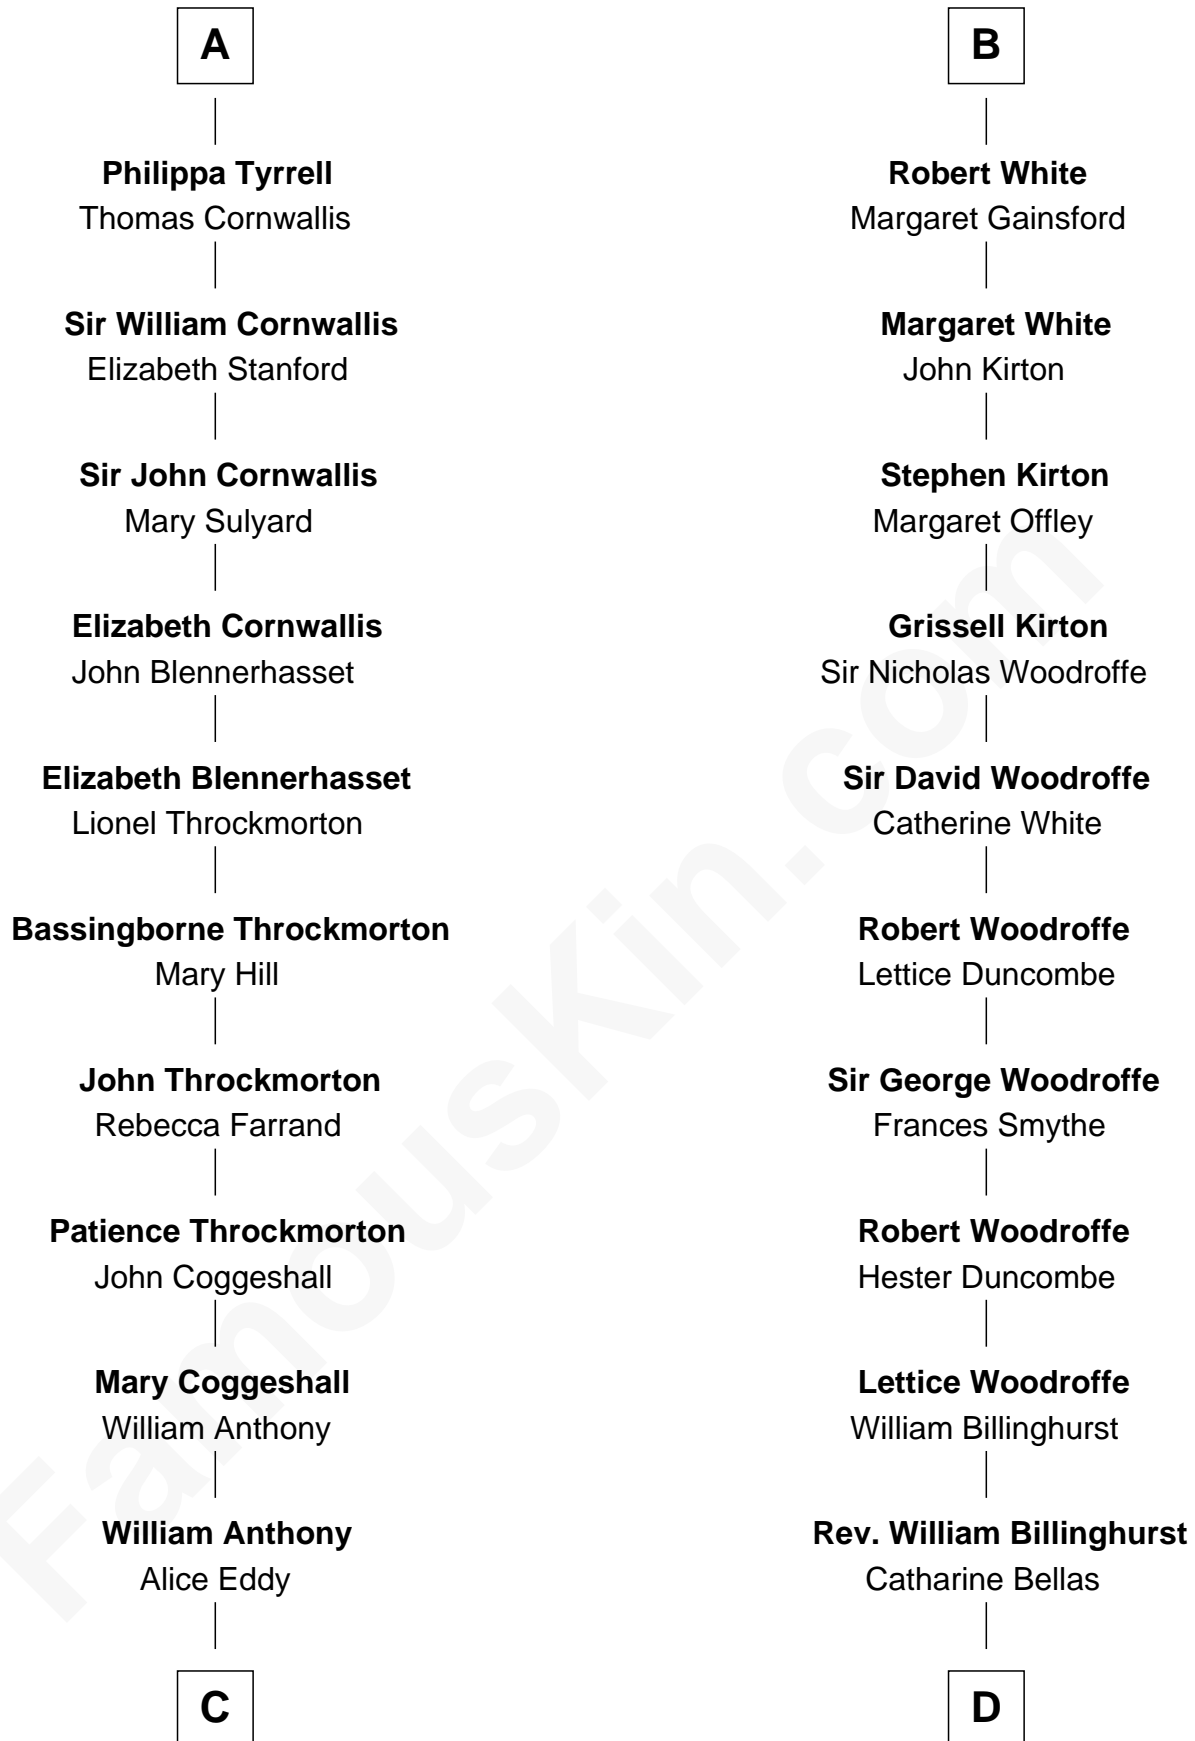 A
Philippa Tyrrell
Thomas Cornwallis
Sir William Cornwallis
Elizabeth Stanford
Sir John Cornwallis
Mary Sulyard
Elizabeth Cornwallis
John Blennerhasset
Elizabeth Blennerhasset
Lionel Throckmorton
Bassingborne Throckmorton
Mary Hill
John Throckmorton
Rebecca Farrand
Patience Throckmorton
John Coggeshall
Mary Coggeshall
William Anthony
William Anthony
Alice Eddy
C
B
Robert White
Margaret Gainsford
Margaret White
John Kirton
Stephen Kirton
Margaret Offley
Grissell Kirton
Sir Nicholas Woodroffe
Sir David Woodroffe
Catherine White
Robert Woodroffe
Lettice Duncombe
Sir George Woodroffe
Frances Smythe
Robert Woodroffe
Hester Duncombe
Lettice Woodroffe
William Billinghurst
Rev. William Billinghurst
Catharine Bellas
D
FamousKin.com